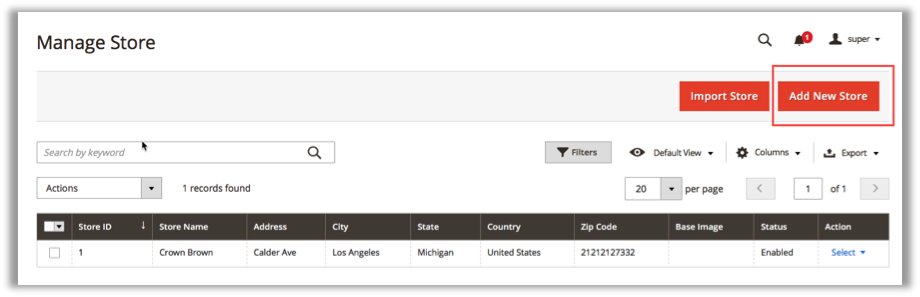 Manage Store
1
super
Import Store
Add New Store
Search by keyword
Filters
Default View
Columns
Export
Actions
1 records found
20
per page
1
of 1
Store ID
Store Name
Address
City
State
Country
Zip Code
Base Image
Status
Action
1
Crown Brown
Calder Ave
Los Angeles
Michigan
United States
21212127332
Enabled
Select